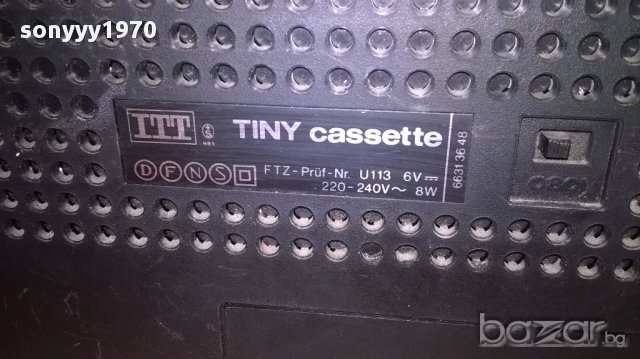 sonyyy1970
ITT TINY cassette
D F N S FTZ-Prüf-Nr. U113 6V
220-240V~ 8W
6631 36 48
bazar.bg